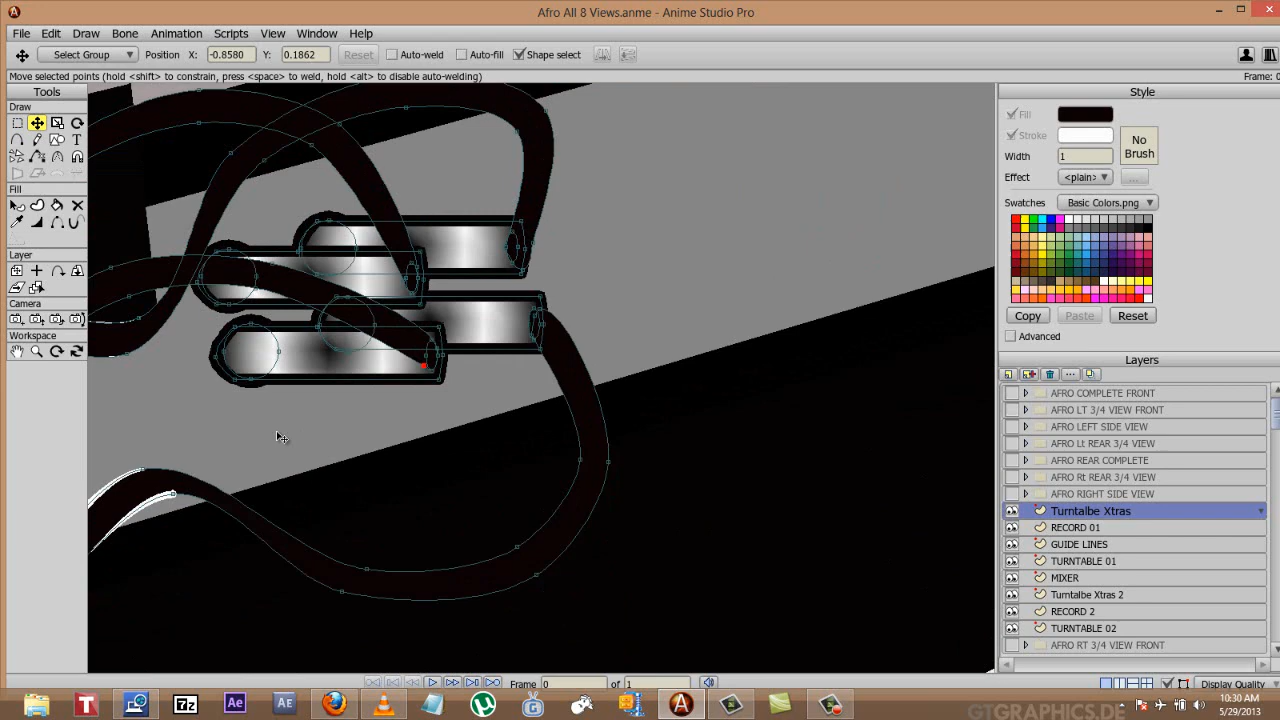 Afro All 8 Views.anme - Anime Studio Pro
File Edit Draw Bone Animation Scripts View Window Help
Select Group Position X: -0.8580 Y: 0.1862 Reset Auto-weld Auto-fill Shape select
Move selected points (hold <shift> to constrain, press <space> to weld, hold <alt> to disable auto-welding)
Frame: 0
Tools
Draw
Fill
Layer
Camera
Workspace
Style
Fill
Stroke
No Brush
Width 1
Effect <plain> ...
Swatches Basic Colors.png
Copy Paste Reset
Advanced
Layers
AFRO COMPLETE FRONT
AFRO LT 3/4 VIEW FRONT
AFRO LEFT SIDE VIEW
AFRO Lt REAR 3/4 VIEW
AFRO REAR COMPLETE
AFRO Rt REAR 3/4 VIEW
AFRO RIGHT SIDE VIEW
Turntalbe Xtras
RECORD 01
GUIDE LINES
TURNTABLE 01
MIXER
Turntalbe Xtras 2
RECORD 2
TURNTABLE 02
AFRO RT 3/4 VIEW FRONT
Frame 0 of 1 Display Quality
10:30 AM
5/29/2013
GTGRAPHICS.DE